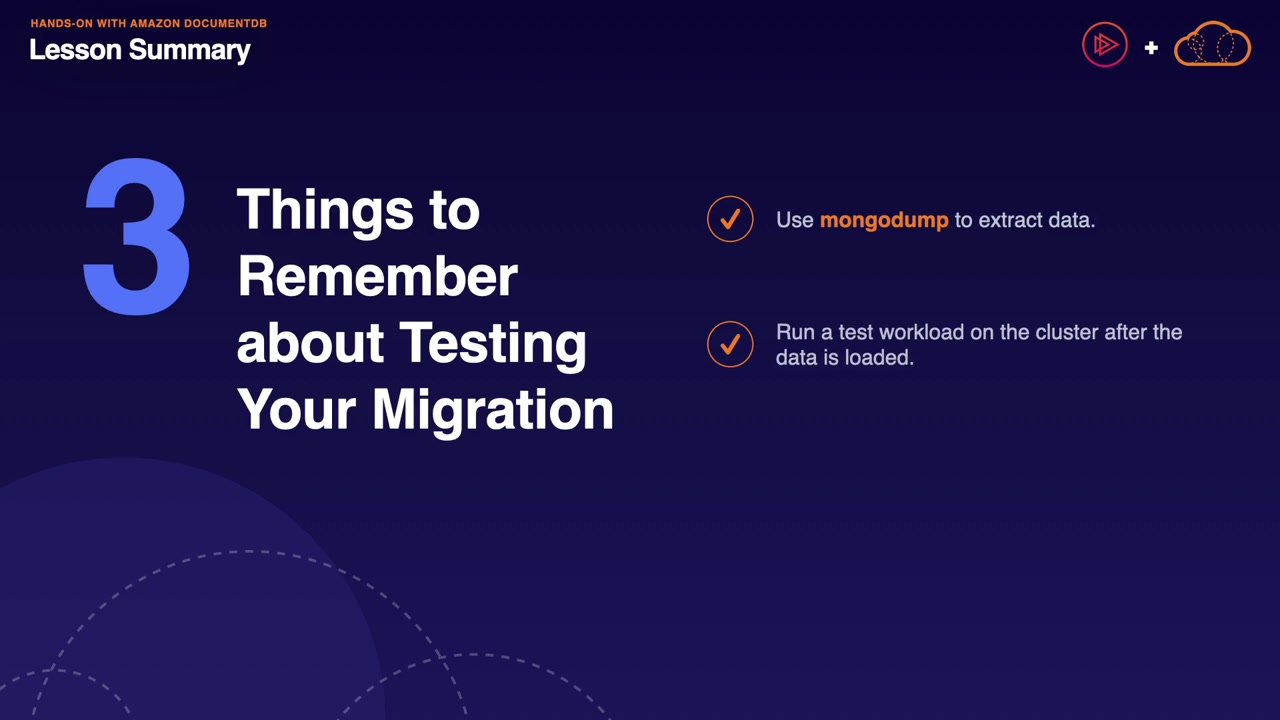 HANDS-ON WITH AMAZON DOCUMENTDB
Lesson Summary
+
3
Things to
Remember
about Testing
Your Migration
Use mongodump to extract data.
Run a test workload on the cluster after the
data is loaded.